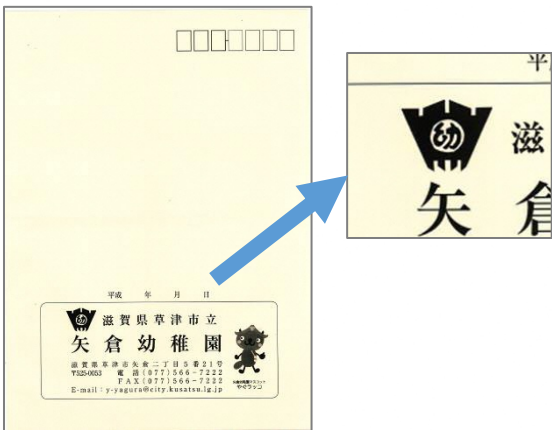 平成　　年　　月　　日
幼
滋賀県草津市立
矢倉幼稚園
滋賀県草津市矢倉二丁目5番21号
〒525-0053　電 話 (077)566-7222
FAX(077)566-7222
E-mail : y-yagura@city.kusatsu.lg.jp
やぐラッコ
平
幼
滋
矢倉